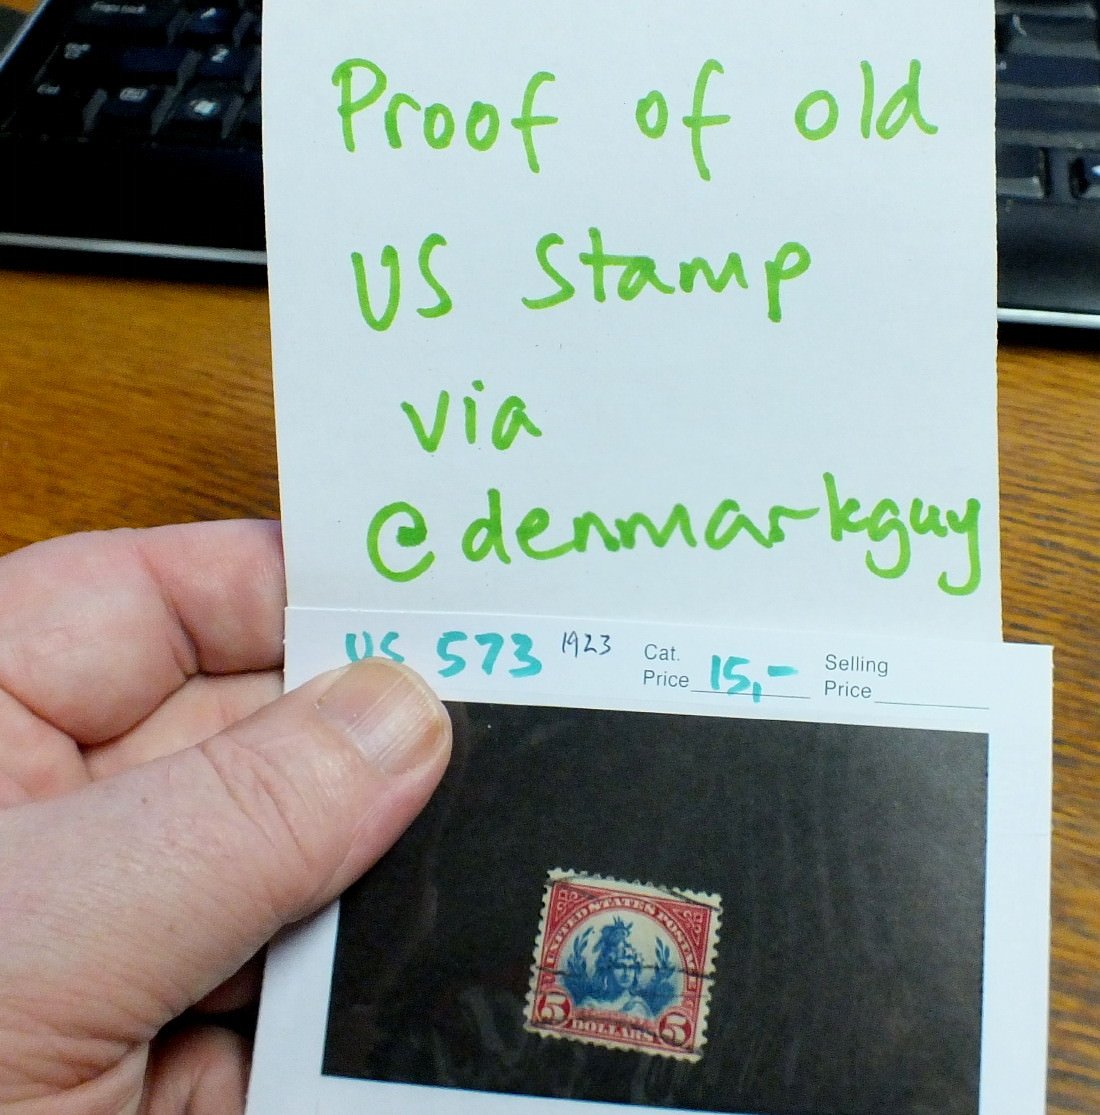 Proof of old
US Stamp
via
@denmarkguy
US 573 1923
Cat.
Price 15,-
Selling
Price
UNITED STATES POSTAGE
5 5
DOLLARS